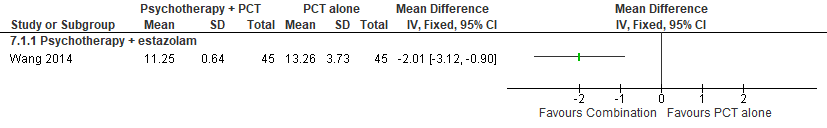 Psychotherapy + PCT PCT alone Mean Difference Mean Difference
Study or Subgroup Mean SD Total Mean SD Total IV, Fixed, 95% CI IV, Fixed, 95% CI
7.1.1 Psychotherapy + estazolam
Wang 2014 11.25 0.64 45 13.26 3.73 45 -2.01 [-3.12, -0.90]
-2 -1 0 1 2
Favours Combination Favours PCT alone